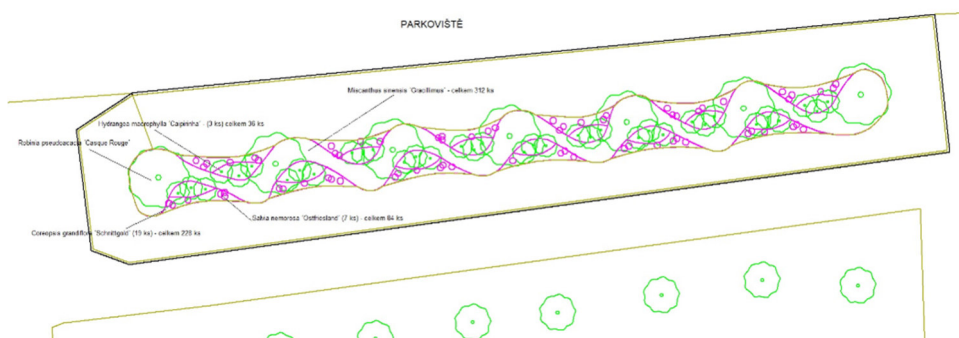 PARKOVIŠTĚ
Miscanthus sinensis 'Gracillimus' - celkem 312 ks
Hydrangea macrophylla 'Caipirinha' - (3 ks) celkem 36 ks
Robinia pseudoacacia 'Casque Rouge'
Salvia nemorosa 'Ostfriesland' (7 ks) - celkem 84 ks
Coreopsis grandiflora 'Schnittgold' (19 ks) - celkem 228 ks